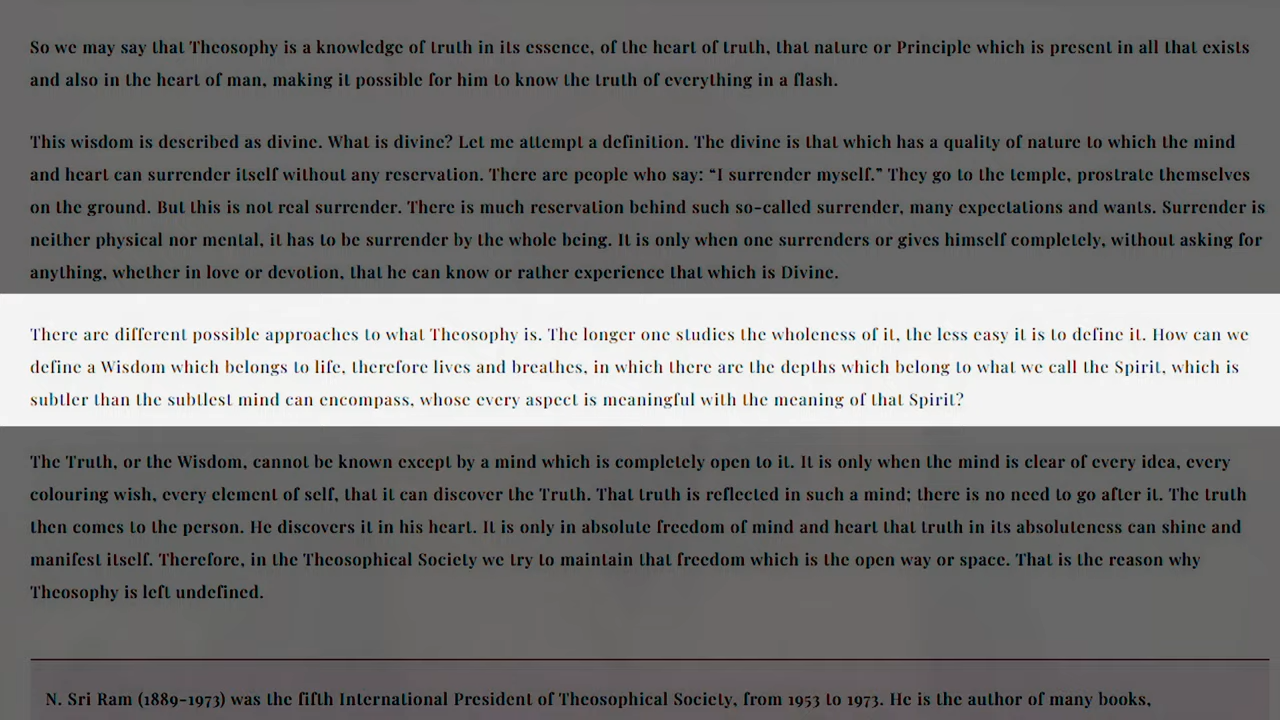 So we may say that Theosophy is a knowledge of truth in its essence, of the heart of truth, that nature or Principle which is present in all that exists
and also in the heart of man, making it possible for him to know the truth of everything in a flash.
This wisdom is described as divine. What is divine? Let me attempt a definition. The divine is that which has a quality of nature to which the mind
and heart can surrender itself without any reservation. There are people who say: “I surrender myself.” They go to the temple, prostrate themselves
on the ground. But this is not real surrender. There is much reservation behind such so-called surrender, many expectations and wants. Surrender is
neither physical nor mental, it has to be surrender by the whole being. It is only when one surrenders or gives himself completely, without asking for
anything, whether in love or devotion, that he can know or rather experience that which is Divine.
There are different possible approaches to what Theosophy is. The longer one studies the wholeness of it, the less easy it is to define it. How can we
define a Wisdom which belongs to life, therefore lives and breathes, in which there are the depths which belong to what we call the Spirit, which is
subtler than the subtlest mind can encompass, whose every aspect is meaningful with the meaning of that Spirit?
The Truth, or the Wisdom, cannot be known except by a mind which is completely open to it. It is only when the mind is clear of every idea, every
colouring wish, every element of self, that it can discover the Truth. That truth is reflected in such a mind; there is no need to go after it. The truth
then comes to the person. He discovers it in his heart. It is only in absolute freedom of mind and heart that truth in its absoluteness can shine and
manifest itself. Therefore, in the Theosophical Society we try to maintain that freedom which is the open way or space. That is the reason why
Theosophy is left undefined.
N. Sri Ram (1889-1973) was the fifth International President of Theosophical Society, from 1953 to 1973. He is the author of many books,